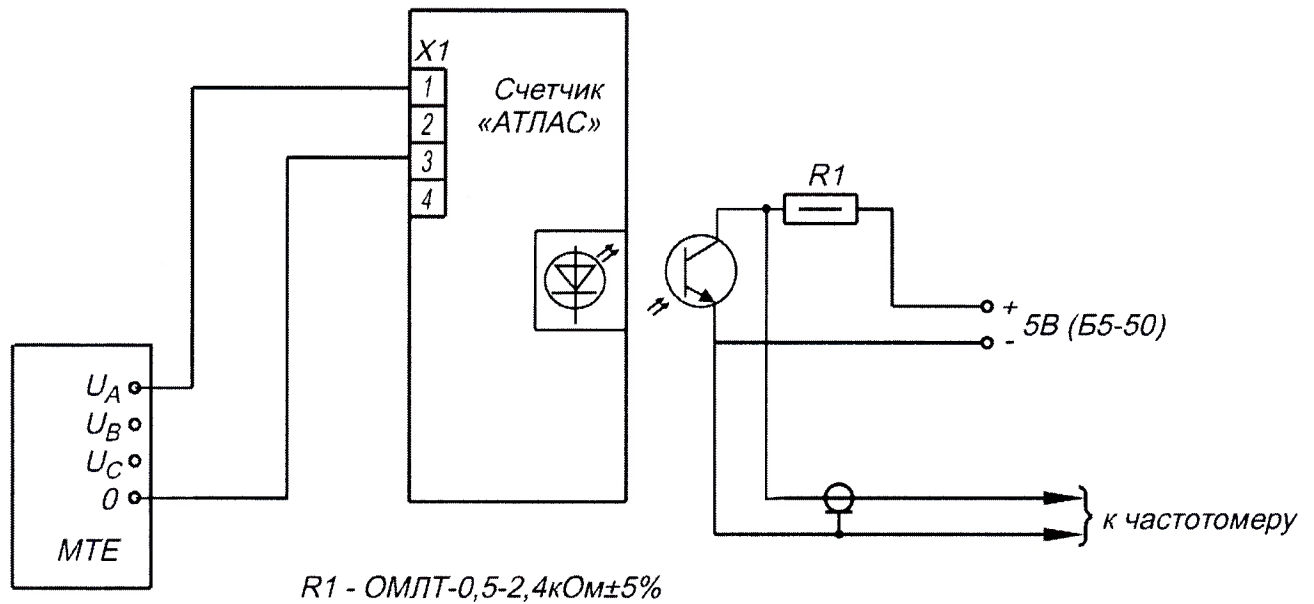 X1
1
2
3
4
Счетчик
«АТЛАС»
R1
+
5В (Б5-50)
-
U_A
U_B
U_C
0
МТЕ
к частотомеру
R1 - ОМЛТ-0,5-2,4кОм±5%